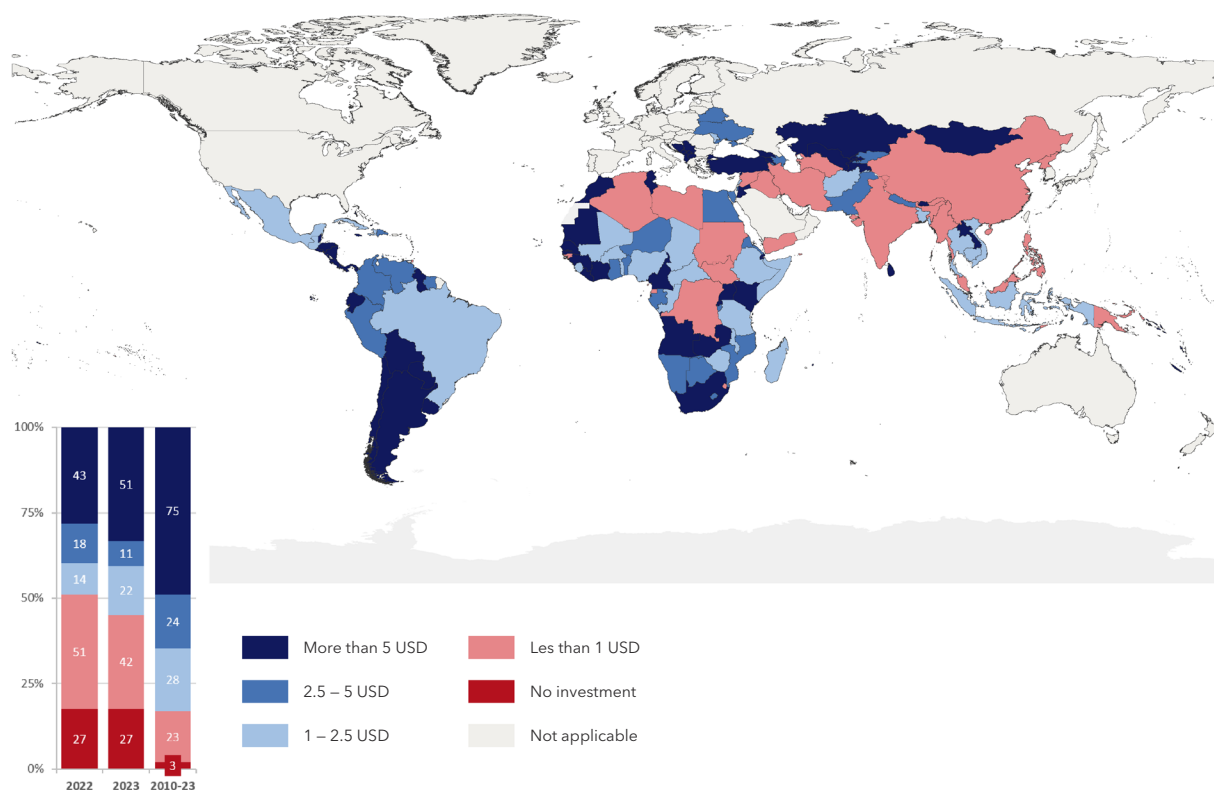 100%
43
51
75
75%
18
11
14
22
50%
24
51
42
28
25%
27
27
23
3
0%
2022 2023 2010-23
More than 5 USD
2.5 – 5 USD
1 – 2.5 USD
Less than 1 USD
No investment
Not applicable